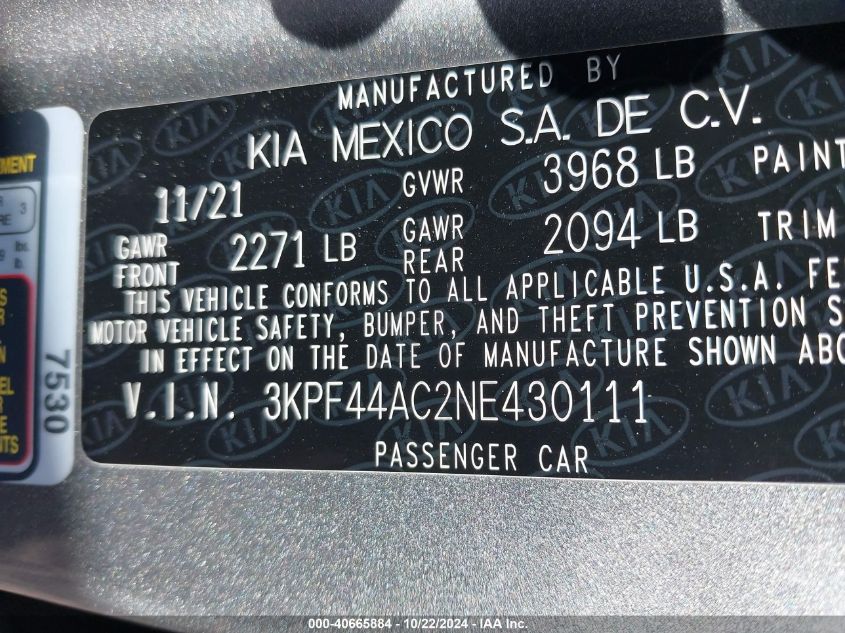 MANUFACTURED BY
KIA MEXICO S.A. DE C.V.
11/21 GVWR 3968 LB PAINT
GAWR FRONT 2271 LB GAWR REAR 2094 LB TRIM
THIS VEHICLE CONFORMS TO ALL APPLICABLE U.S.A. FE
MOTOR VEHICLE SAFETY, BUMPER, AND THEFT PREVENTION S
IN EFFECT ON THE DATE OF MANUFACTURE SHOWN ABO
V.I.N. 3KPF44AC2NE430111
PASSENGER CAR
7530
000-40665884 - 10/22/2024 - IAA Inc.